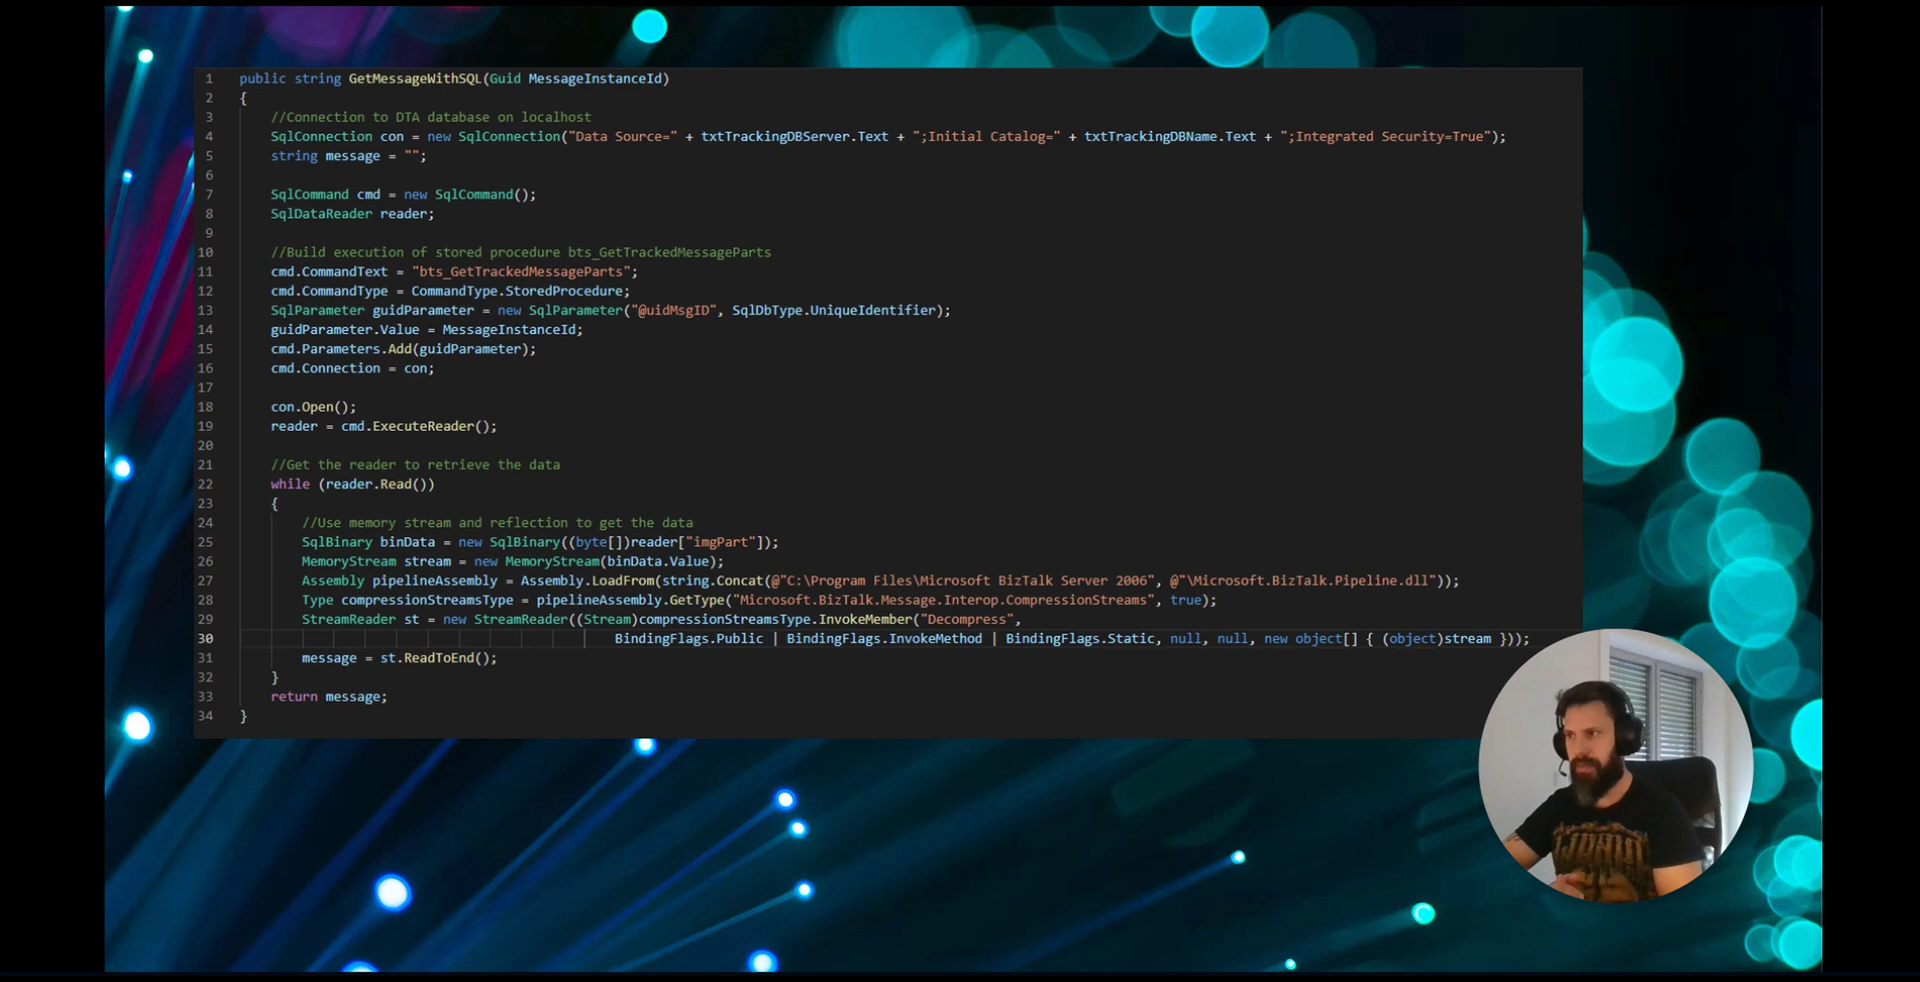 1 public string GetMessageWithSQL(Guid MessageInstanceId)
2 {
3 //Connection to DTA database on localhost
4 SqlConnection con = new SqlConnection("Data Source=" + txtTrackingDBServer.Text + ";Initial Catalog=" + txtTrackingDBName.Text + ";Integrated Security=True");
5 string message = "";
6
7 SqlCommand cmd = new SqlCommand();
8 SqlDataReader reader;
9
10 //Build execution of stored procedure bts_GetTrackedMessageParts
11 cmd.CommandText = "bts_GetTrackedMessageParts";
12 cmd.CommandType = CommandType.StoredProcedure;
13 SqlParameter guidParameter = new SqlParameter("@uidMsgID", SqlDbType.UniqueIdentifier);
14 guidParameter.Value = MessageInstanceId;
15 cmd.Parameters.Add(guidParameter);
16 cmd.Connection = con;
17
18 con.Open();
19 reader = cmd.ExecuteReader();
20
21 //Get the reader to retrieve the data
22 while (reader.Read())
23 {
24 //Use memory stream and reflection to get the data
25 SqlBinary binData = new SqlBinary((byte[])reader["imgPart"]);
26 MemoryStream stream = new MemoryStream(binData.Value);
27 Assembly pipelineAssembly = Assembly.LoadFrom(string.Concat(@"C:\Program Files\Microsoft BizTalk Server 2006", @"\Microsoft.BizTalk.Pipeline.dll"));
28 Type compressionStreamsType = pipelineAssembly.GetType("Microsoft.BizTalk.Message.Interop.CompressionStreams", true);
29 StreamReader st = new StreamReader((Stream)compressionStreamsType.InvokeMember("Decompress",
30 BindingFlags.Public | BindingFlags.InvokeMethod | BindingFlags.Static, null, null, new object[] { (object)stream }));
31 message = st.ReadToEnd();
32 }
33 return message;
34 }